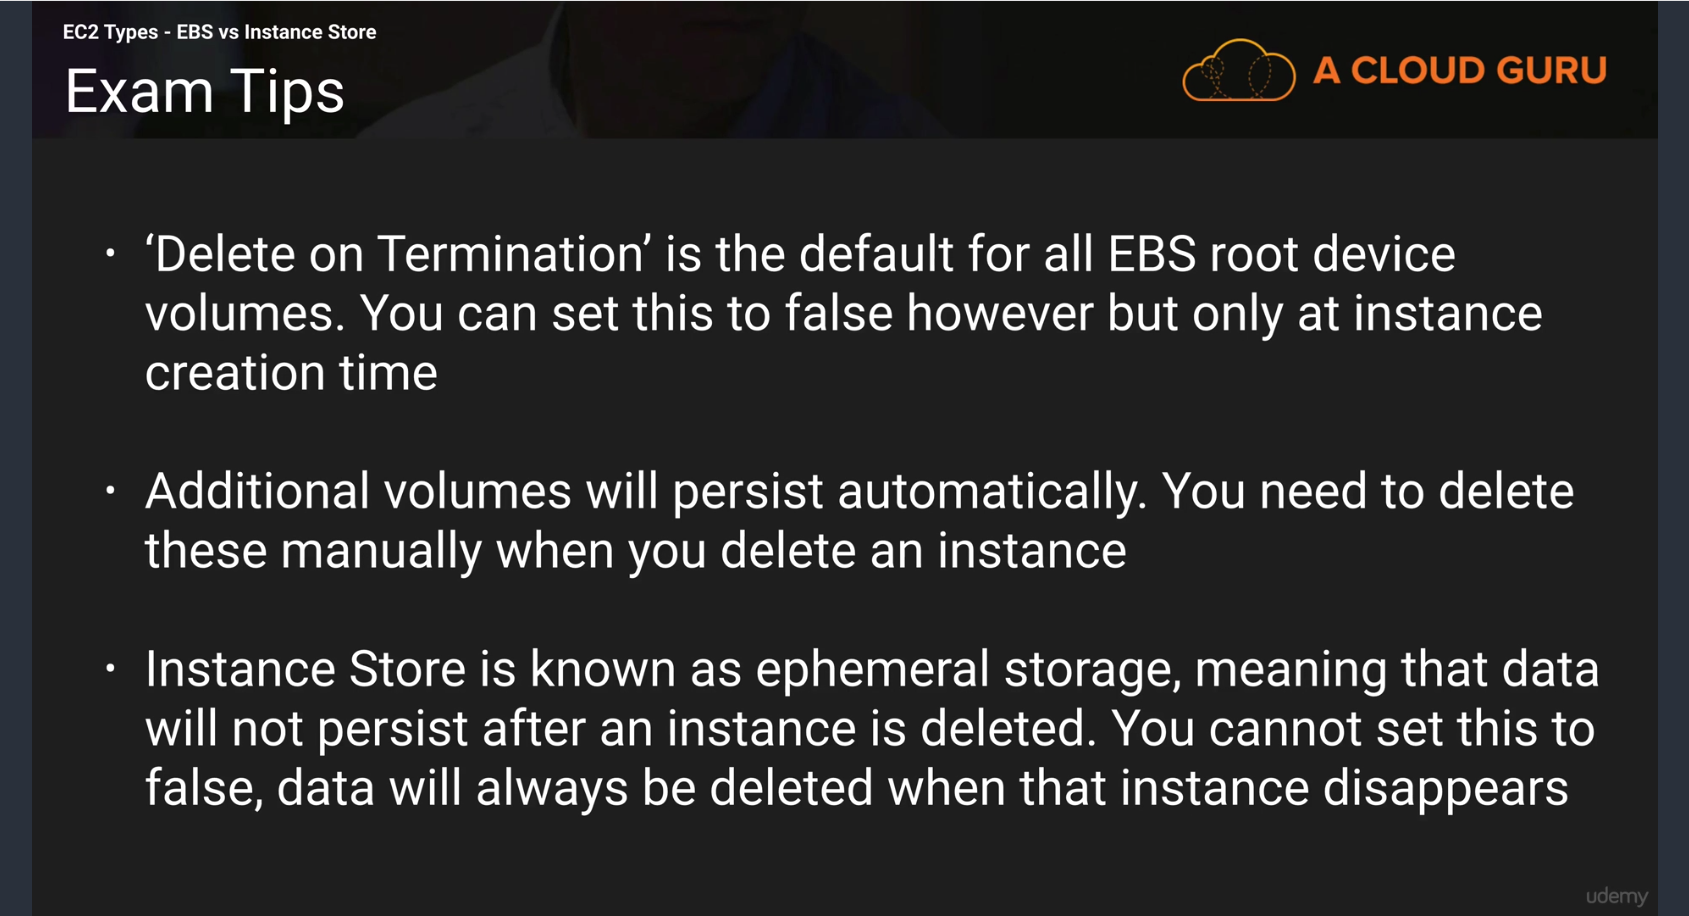 EC2 Types - EBS vs Instance Store
Exam Tips
A CLOUD GURU
• ‘Delete on Termination’ is the default for all EBS root device
volumes. You can set this to false however but only at instance
creation time
• Additional volumes will persist automatically. You need to delete
these manually when you delete an instance
• Instance Store is known as ephemeral storage, meaning that data
will not persist after an instance is deleted. You cannot set this to
false, data will always be deleted when that instance disappears
udemy